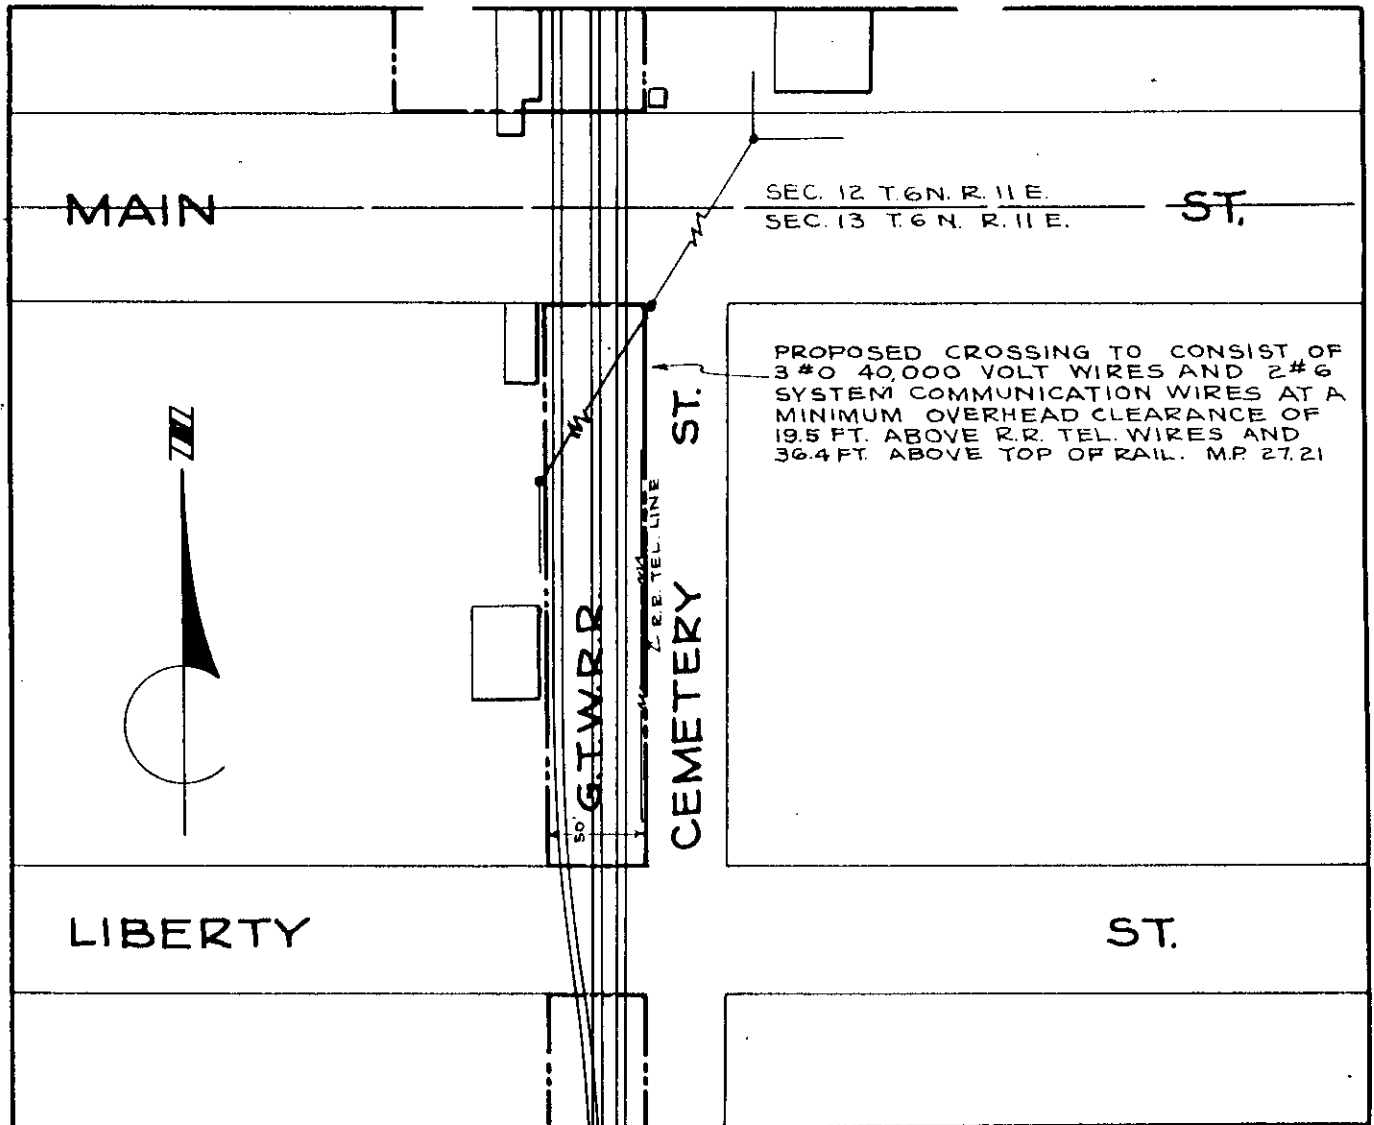 MAIN ST.
SEC. 12 T.6N. R. 11 E.
SEC. 13 T.6 N. R. 11 E.
PROPOSED CROSSING TO CONSIST OF
3 #0 40,000 VOLT WIRES AND 2 #6
SYSTEM COMMUNICATION WIRES AT A
MINIMUM OVERHEAD CLEARANCE OF
19.5 FT. ABOVE R.R. TEL. WIRES AND
36.4 FT. ABOVE TOP OF RAIL. M.P. 27.21
N
CEMETERY ST.
R.R. TEL. LINE
G.T.W.R.R
50'
LIBERTY ST.